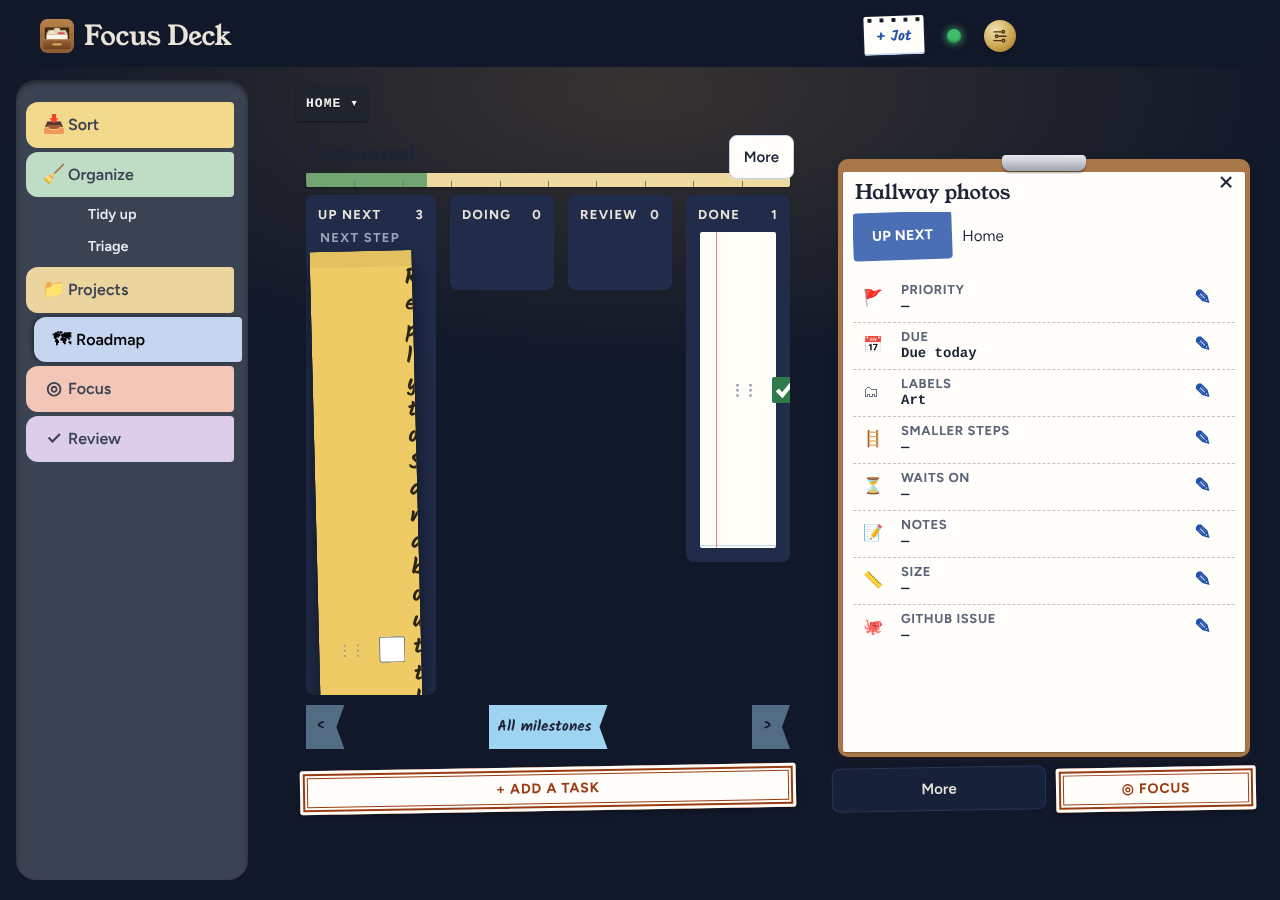 Focus Deck
+ Jot
Sort
Organize
Tidy up
Triage
Projects
Roadmap
Focus
Review
HOME ▾
More
UP NEXT 3
NEXT STEP
DOING 0
REVIEW 0
DONE 1
< All milestones >
+ ADD A TASK
Hallway photos
UP NEXT Home
PRIORITY
—
DUE
Due today
LABELS
Art
SMALLER STEPS
—
WAITS ON
—
NOTES
—
SIZE
—
GITHUB ISSUE
—
More
◎ FOCUS